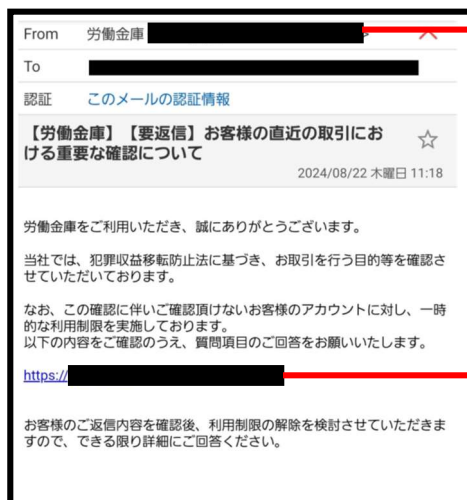 From 労働金庫
To
認証 このメールの認証情報
【労働金庫】【要返信】お客様の直近の取引にお
ける重要な確認について
2024/08/22 木曜日 11:18
労働金庫をご利用いただき、誠にありがとうございます。
当社では、犯罪収益移転防止法に基づき、お取引を行う目的等を確認さ
せていただいております。
なお、この確認に伴いご確認頂けないお客様のアカウントに対し、一時
的な利用制限を実施しております。
以下の内容をご確認のうえ、質問項目のご回答をお願いいたします。
https://
お客様のご返信内容を確認後、利用制限の解除を検討させていただきま
すので、できる限り詳細にご回答ください。